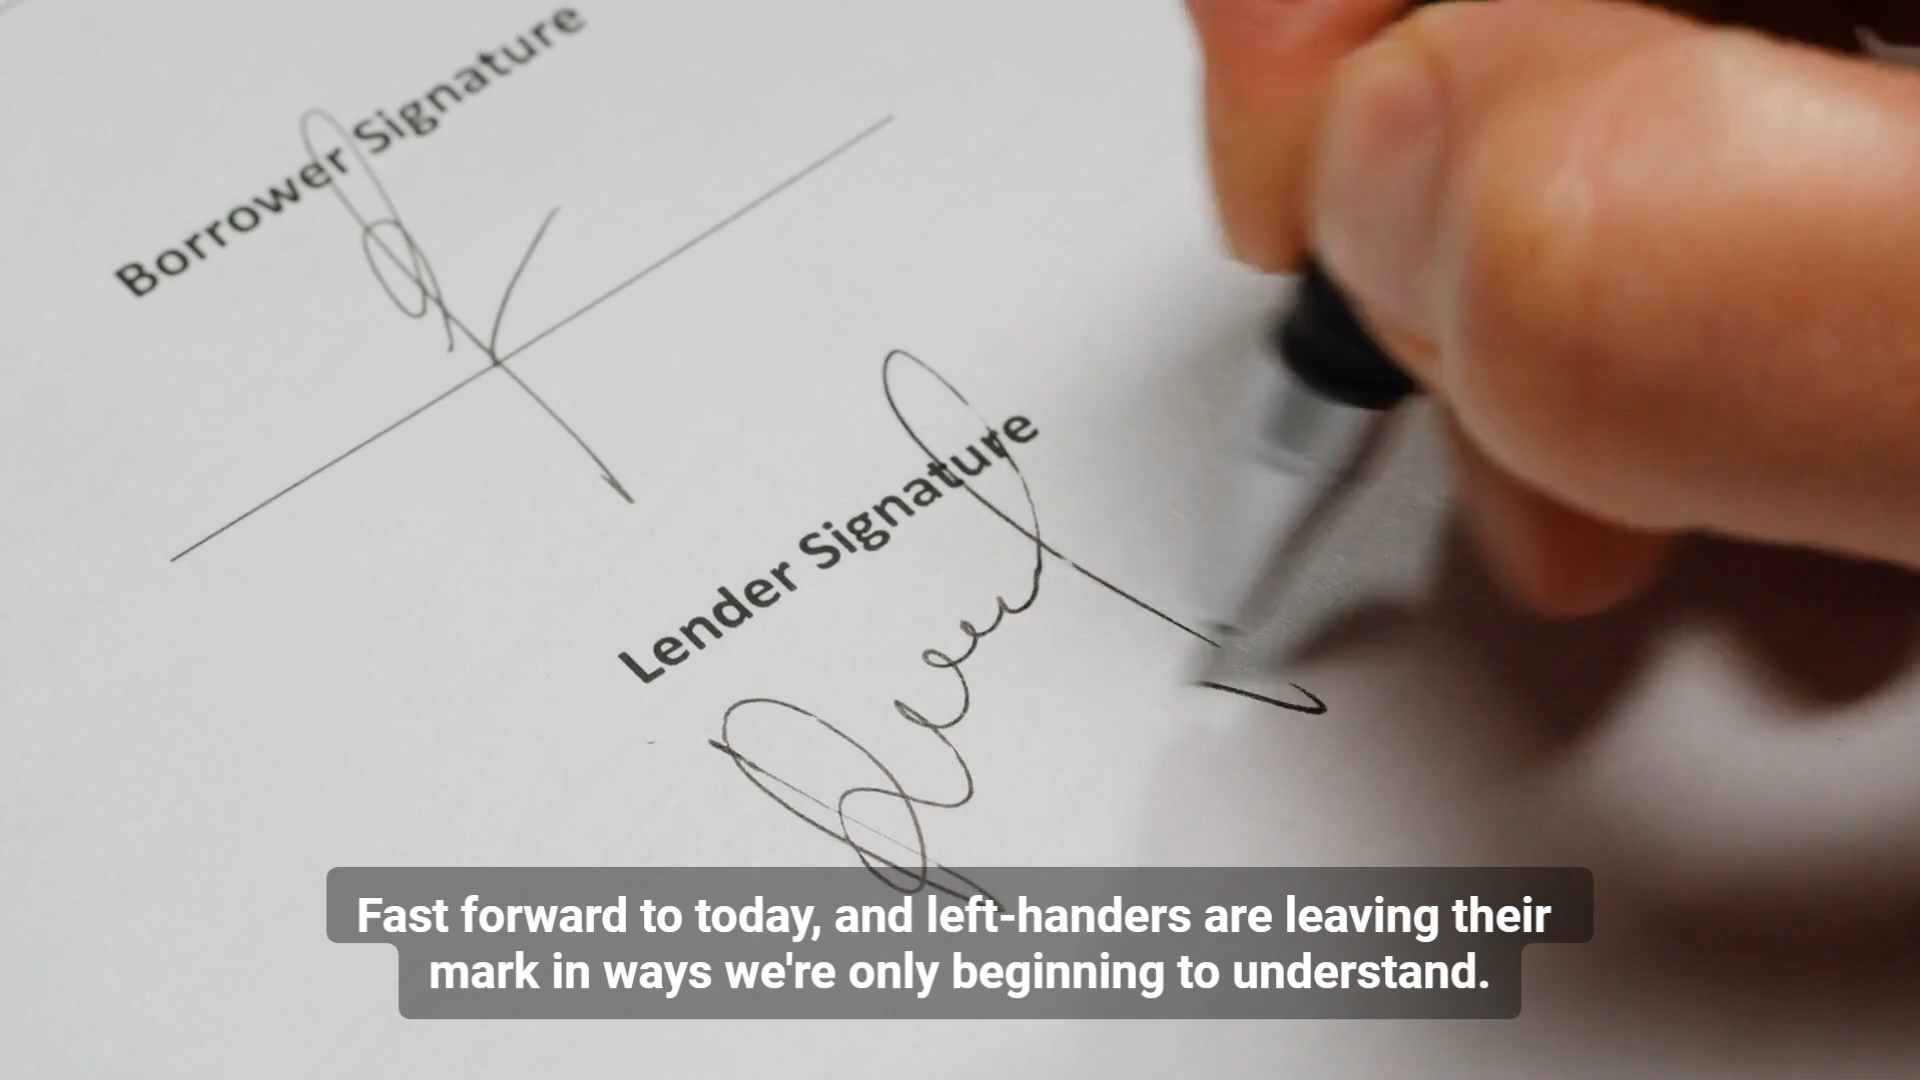 Borrower Signature
Lender Signature
Fast forward to today, and left-handers are leaving their
mark in ways we're only beginning to understand.